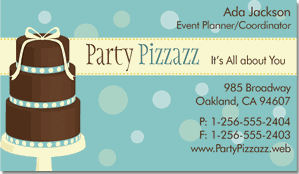 Ada Jackson
Event Planner/Coordinator
Party Pizzazz It's All about You
985 Broadway
Oakland, CA 94607
P: 1-256-555-2404
F: 1-256-555-2403
www.PartyPizzazz.web